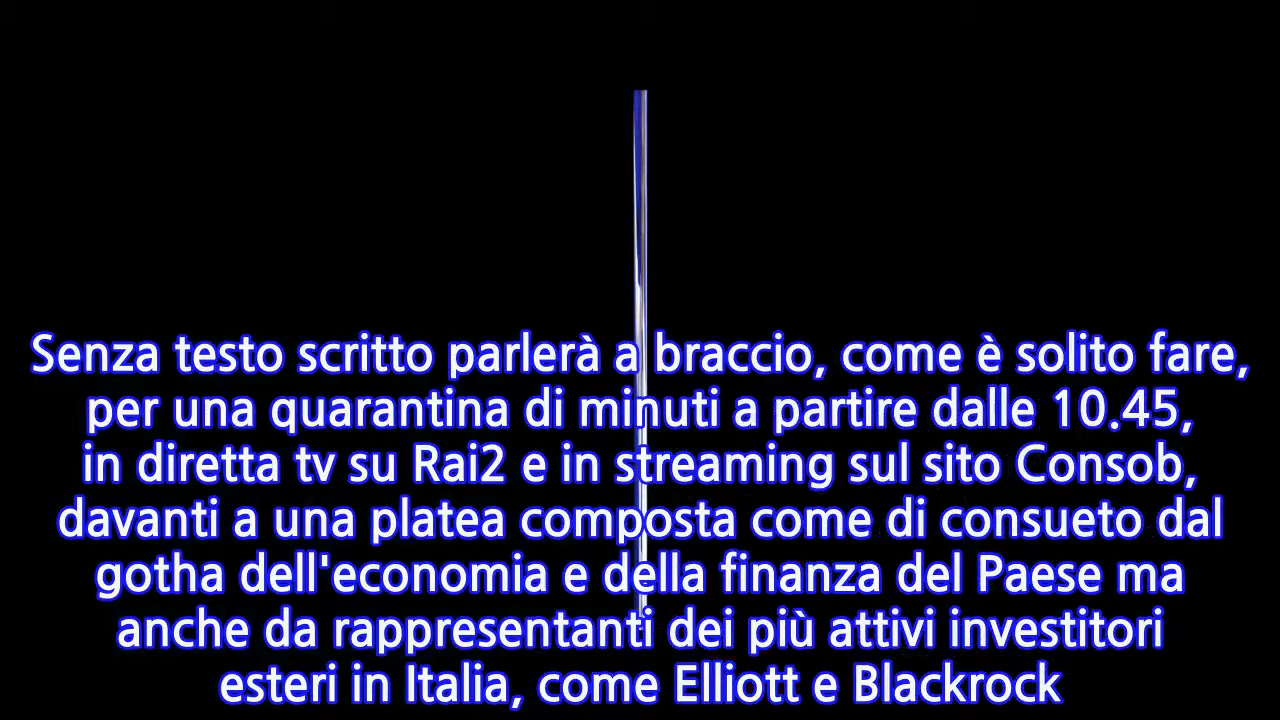 Senza testo scritto parlerà a braccio, come è solito fare,
per una quarantina di minuti a partire dalle 10.45,
in diretta tv su Rai2 e in streaming sul sito Consob,
davanti a una platea composta come di consueto dal
gotha dell'economia e della finanza del Paese ma
anche da rappresentanti dei più attivi investitori
esteri in Italia, come Elliott e Blackrock